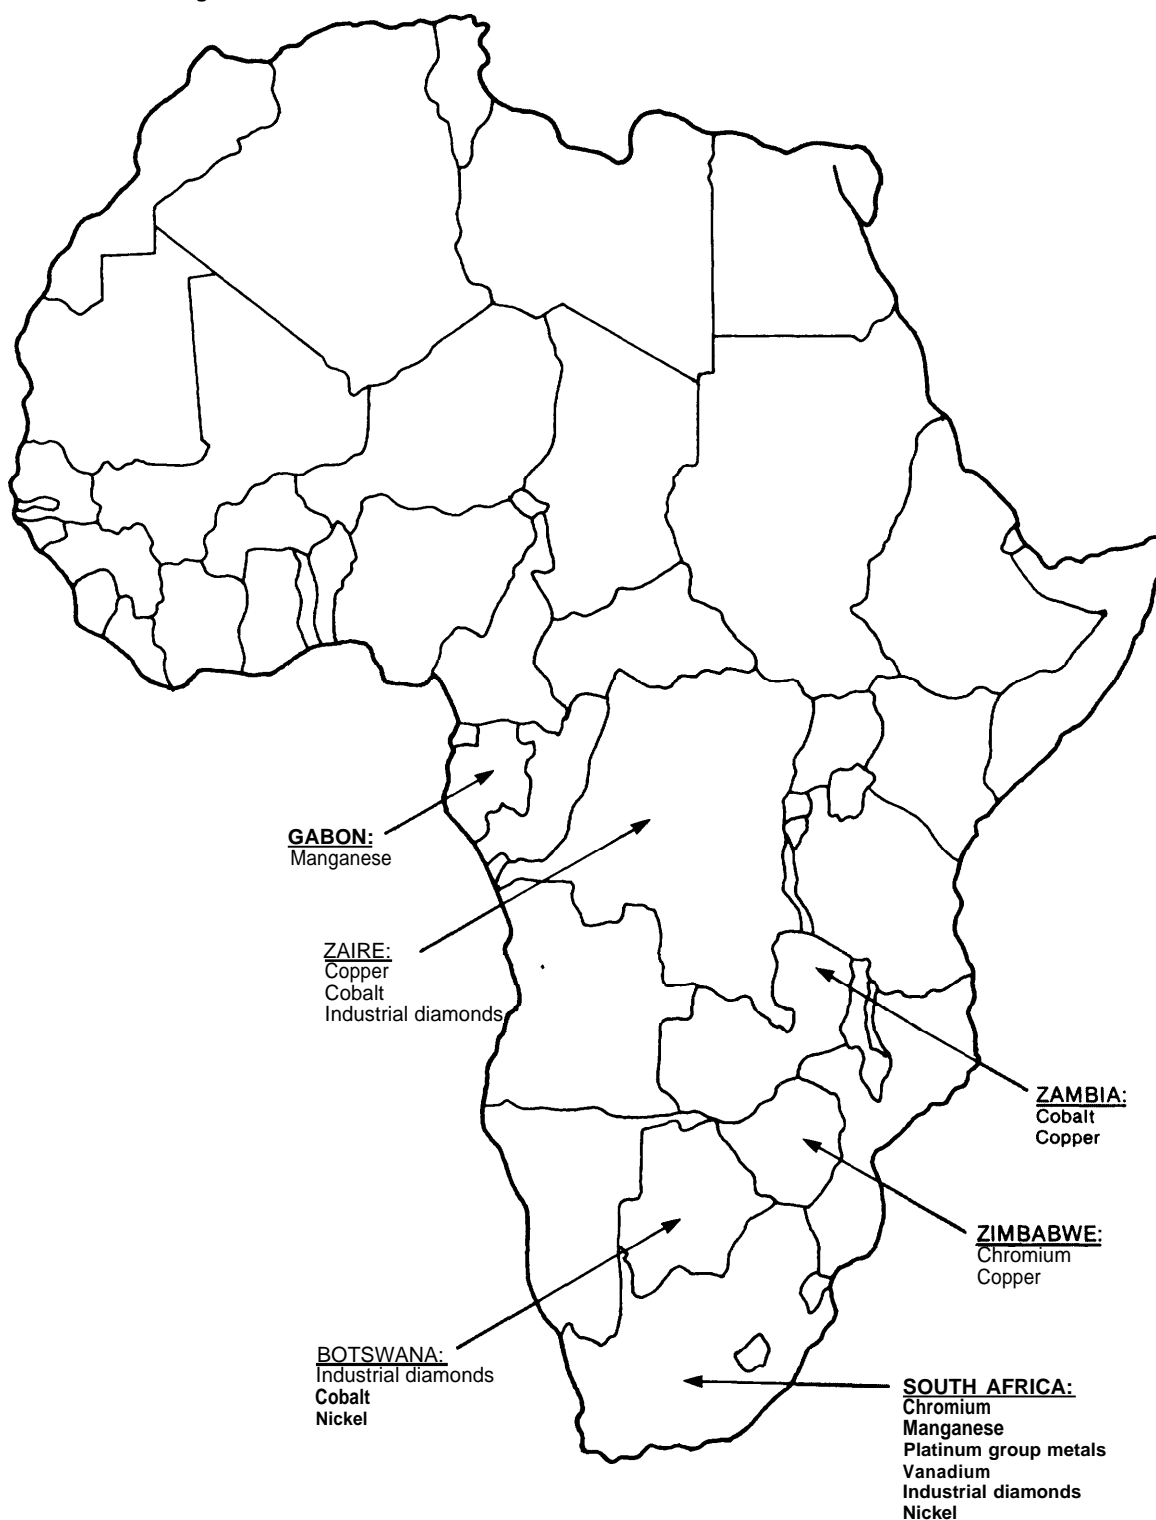 GABON:
Manganese
ZAIRE:
Copper
Cobalt
Industrial diamonds
ZAMBIA:
Cobalt
Copper
ZIMBABWE:
Chromium
Copper
BOTSWANA:
Industrial diamonds
Cobalt
Nickel
SOUTH AFRICA:
Chromium
Manganese
Platinum group metals
Vanadium
Industrial diamonds
Nickel